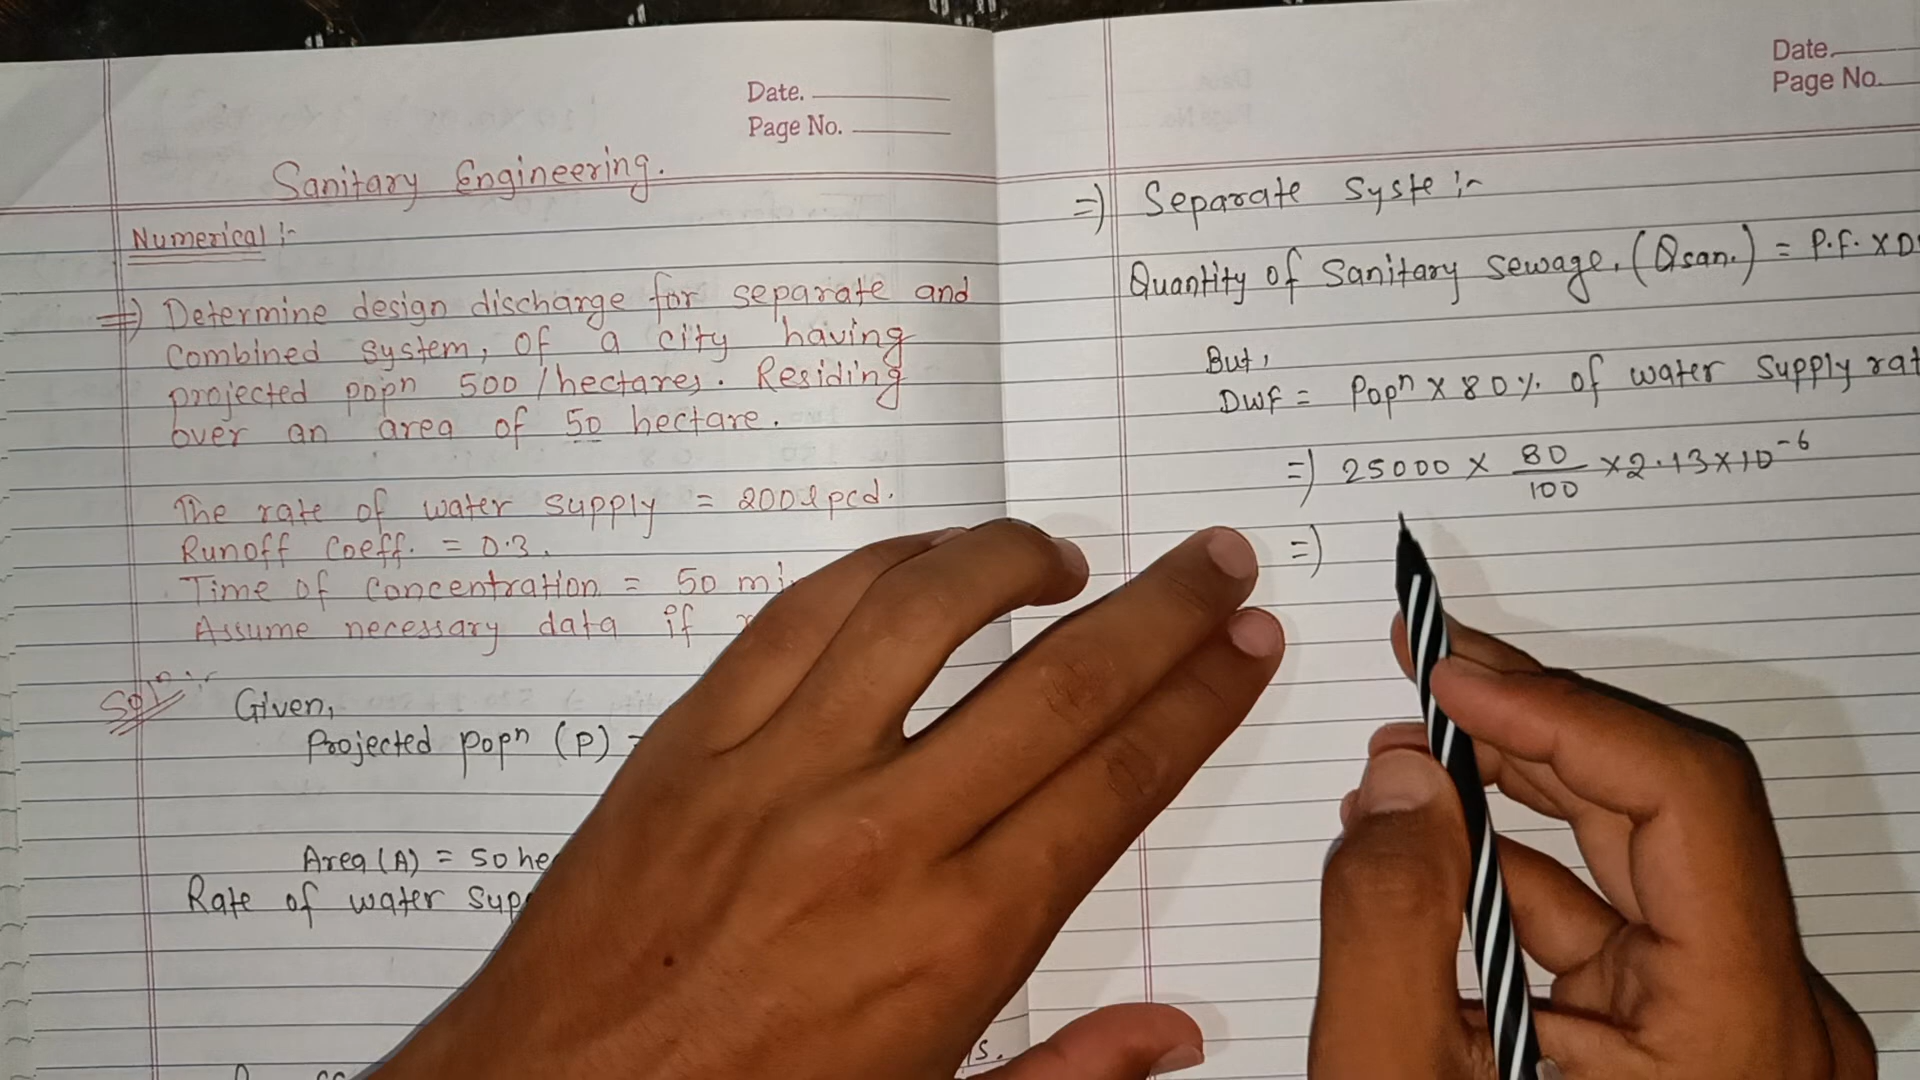 Date.
Page No.
Sanitary Engineering.
Numerical :-
=) Determine design discharge for separate and
Combined system, of a city having
projected popn 500 /hectares. Residing
over an area of 50 hectare.
The rate of water supply = 200 lpcd.
Runoff Coeff. = 0.3.
Time of Concentration = 50 mi
Assume necessary data if
Soln :-
Given,
Projected popn (P) =
Area (A) = 50 he
Rate of water sup
s.
Date.
Page No.
=) Separate Syste :-
Quantity of Sanitary Sewage, (Qsan.) = P.F. x D
But,
DWF = Popn x 80% of water supply rat
=) 25000 x 80/100 x 2.13 x 10^-6
=)